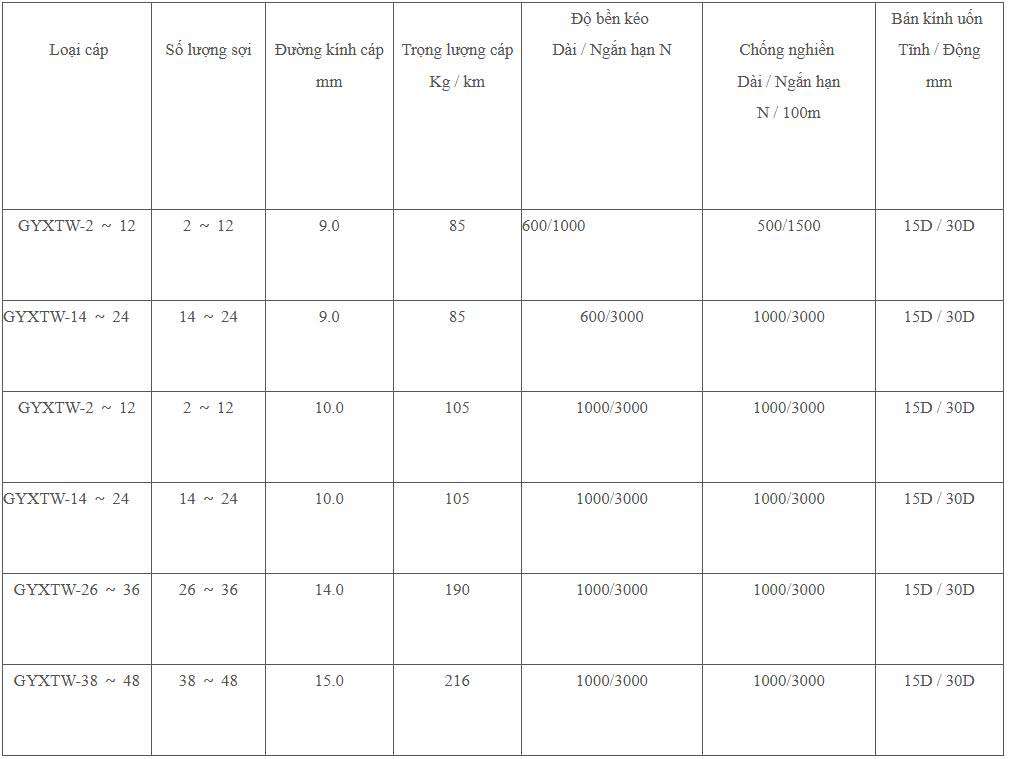 Loại cáp
Số lượng sợi
Đường kính cáp
mm
Trọng lượng cáp
Kg / km
Độ bền kéo
Dài / Ngắn hạn N
Chống nghiền
Dài / Ngắn hạn
N / 100m
Bán kính uốn
Tĩnh / Động
mm
GYXTW-2 ~ 12 2 ~ 12 9.0 85 600/1000 500/1500 15D / 30D
GYXTW-14 ~ 24 14 ~ 24 9.0 85 600/3000 1000/3000 15D / 30D
GYXTW-2 ~ 12 2 ~ 12 10.0 105 1000/3000 1000/3000 15D / 30D
GYXTW-14 ~ 24 14 ~ 24 10.0 105 1000/3000 1000/3000 15D / 30D
GYXTW-26 ~ 36 26 ~ 36 14.0 190 1000/3000 1000/3000 15D / 30D
GYXTW-38 ~ 48 38 ~ 48 15.0 216 1000/3000 1000/3000 15D / 30D